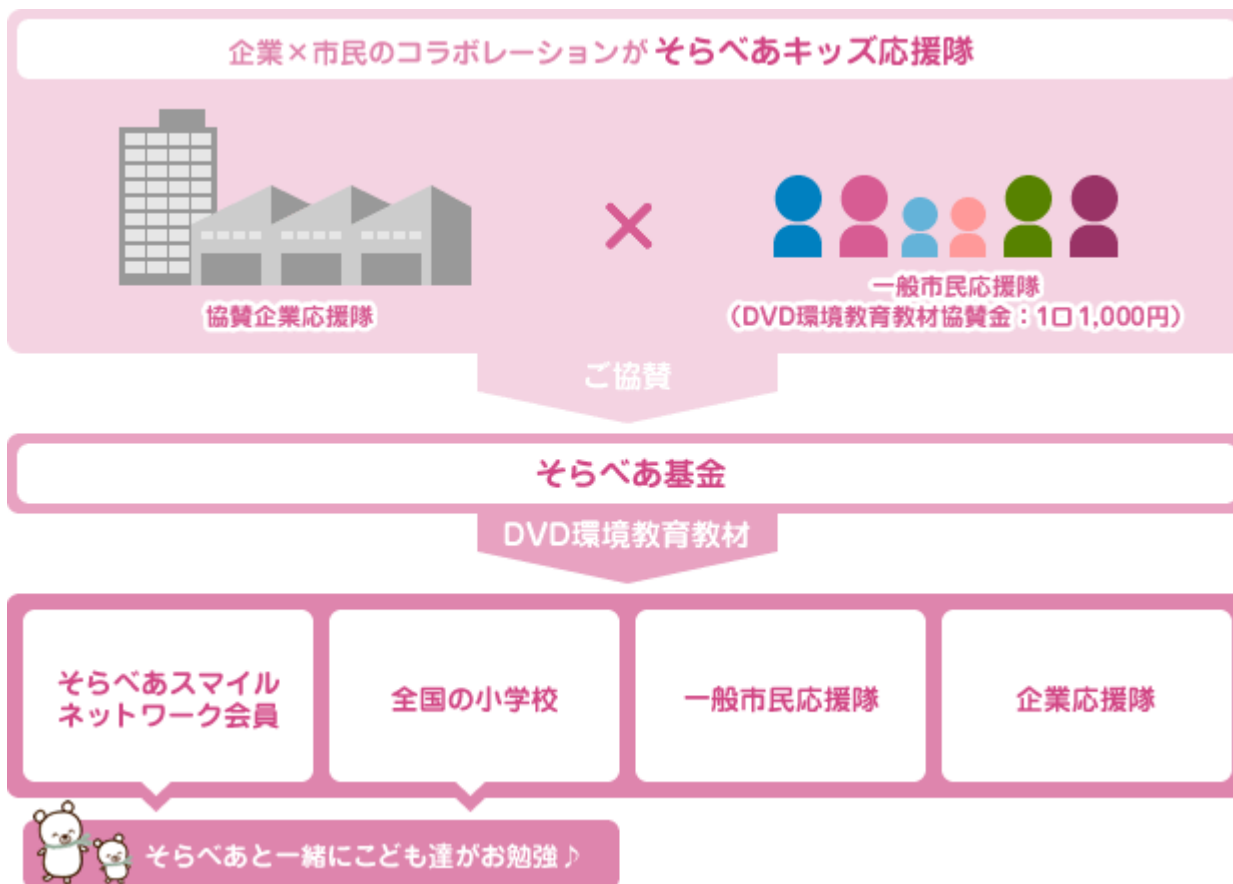 企業×市民のコラボレーションが そらべあキッズ応援隊
協賛企業応援隊
一般市民応援隊
（DVD環境教育教材協賛金：1口 1,000円）
ご協賛
そらべあ基金
DVD環境教育教材
そらべあスマイル
ネットワーク会員
全国の小学校
一般市民応援隊
企業応援隊
そらべあと一緒にこども達がお勉強♪